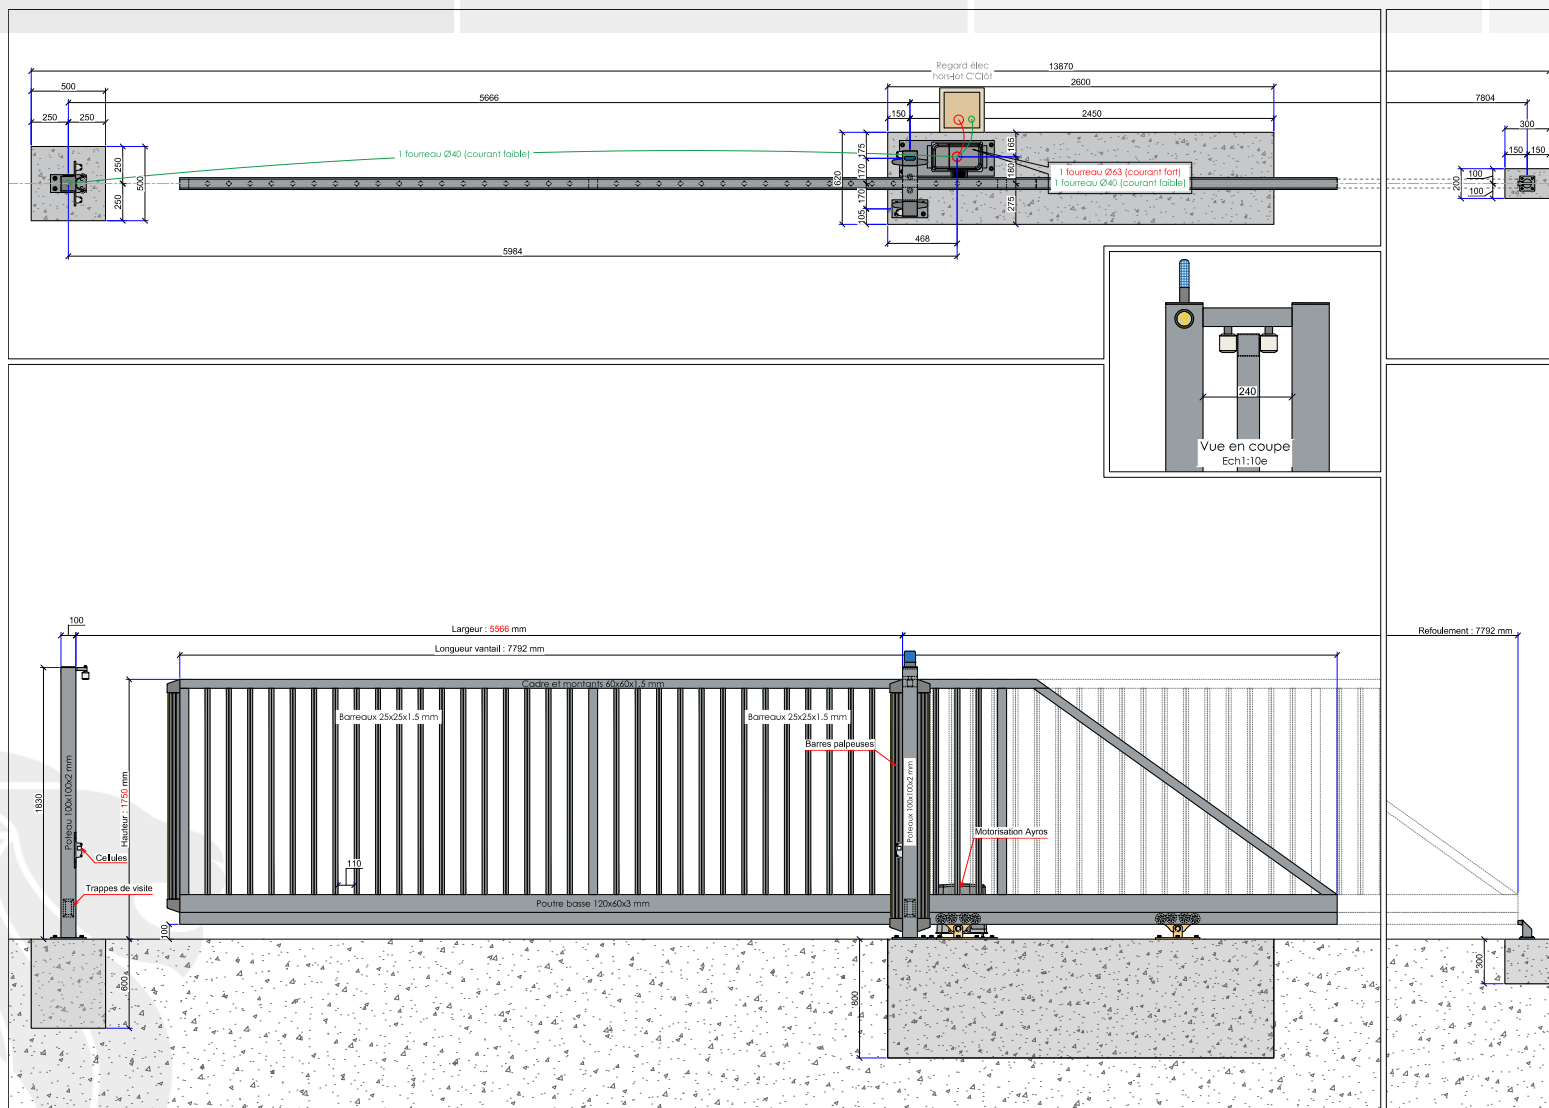 Regard élec
hors-lot C'Clôt
13870
500
2600
5666
7804
250
250
150
2450
300
150
150
1 fourreau Ø40 (courant faible)
175
165
250
500
250
620
170
180
170
275
105
1 fourreau Ø63 (courant fort)
1 fourreau Ø40 (courant faible)
200
100
100
468
5984
240
Vue en coupe
Ech1:10e
100
Largeur : 5566 mm
Refoulement : 7792 mm
Longueur vantail : 7792 mm
Cadre et montants 60x60x1,5 mm
Barreaux 25x25x1.5 mm
Barreaux 25x25x1.5 mm
Barres palpeuses
Poteau 100x100x2 mm
Poteaux 100x100x2 mm
1830
Hauteur : 1750 mm
Motorisation Ayros
Cellules
110
Trappes de visite
Poutre basse 120x60x3 mm
100
600
800
300